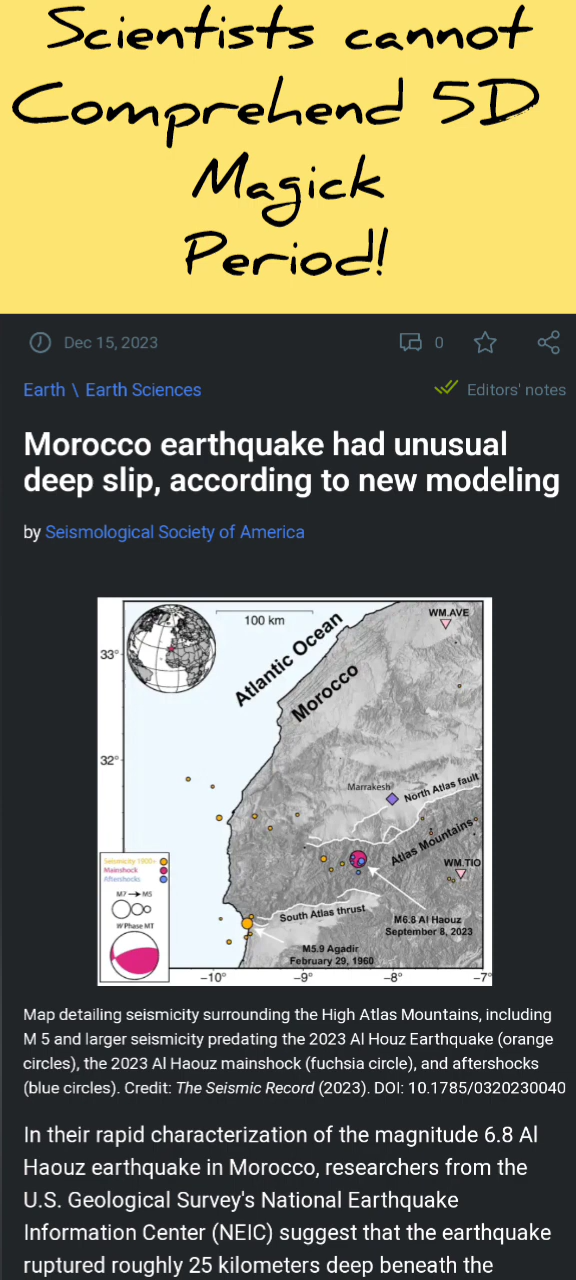 Scientists cannot
Comprehend 5D
Magick
Period!
Dec 15, 2023
0
Earth \ Earth Sciences
Editors' notes
Morocco earthquake had unusual
deep slip, according to new modeling
by Seismological Society of America
100 km
WM.AVE
Atlantic Ocean
Morocco
33°
32°
Marrakesh
North Atlas fault
Atlas Mountains
WM.TIO
Seismicity 1900+
Mainshock
Aftershocks
M7 → M5
W Phase MT
South Atlas thrust
M6.8 Al Haouz
September 8, 2023
M5.9 Agadir
February 29, 1960
−10°
−9°
−8°
−7°
Map detailing seismicity surrounding the High Atlas Mountains, including
M 5 and larger seismicity predating the 2023 Al Houz Earthquake (orange
circles), the 2023 Al Haouz mainshock (fuchsia circle), and aftershocks
(blue circles). Credit: The Seismic Record (2023). DOI: 10.1785/0320230040
In their rapid characterization of the magnitude 6.8 Al
Haouz earthquake in Morocco, researchers from the
U.S. Geological Survey's National Earthquake
Information Center (NEIC) suggest that the earthquake
ruptured roughly 25 kilometers deep beneath the